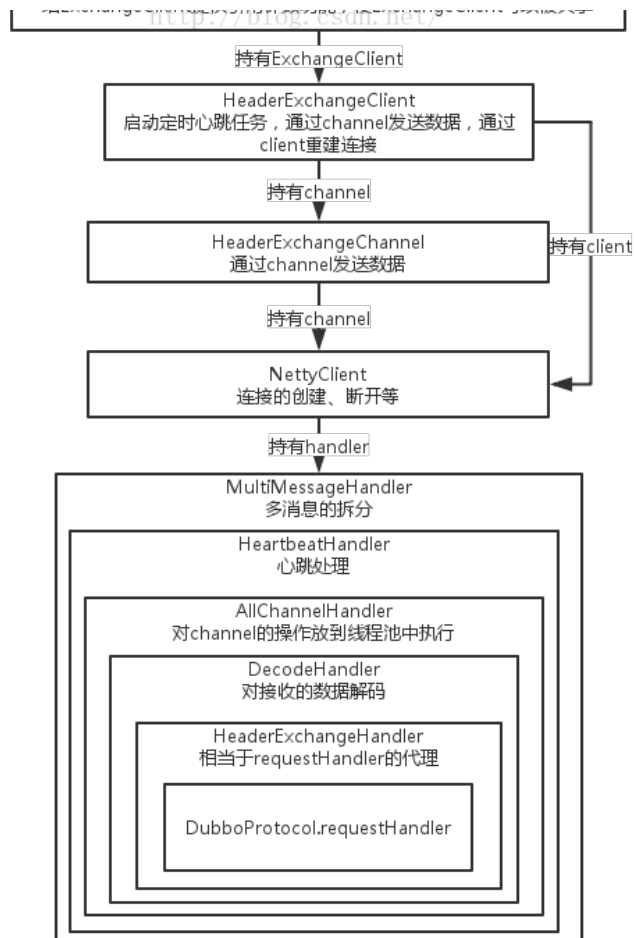 http://blog.csdn.net/
持有ExchangeClient
HeaderExchangeClient
启动定时心跳任务，通过channel发送数据，通过
client重建连接
持有channel
HeaderExchangeChannel
通过channel发送数据
持有client
持有channel
NettyClient
连接的创建、断开等
持有handler
MultiMessageHandler
多消息的拆分
HeartbeatHandler
心跳处理
AllChannelHandler
对channel的操作放到线程池中执行
DecodeHandler
对接收的数据解码
HeaderExchangeHandler
相当于requestHandler的代理
DubboProtocol.requestHandler